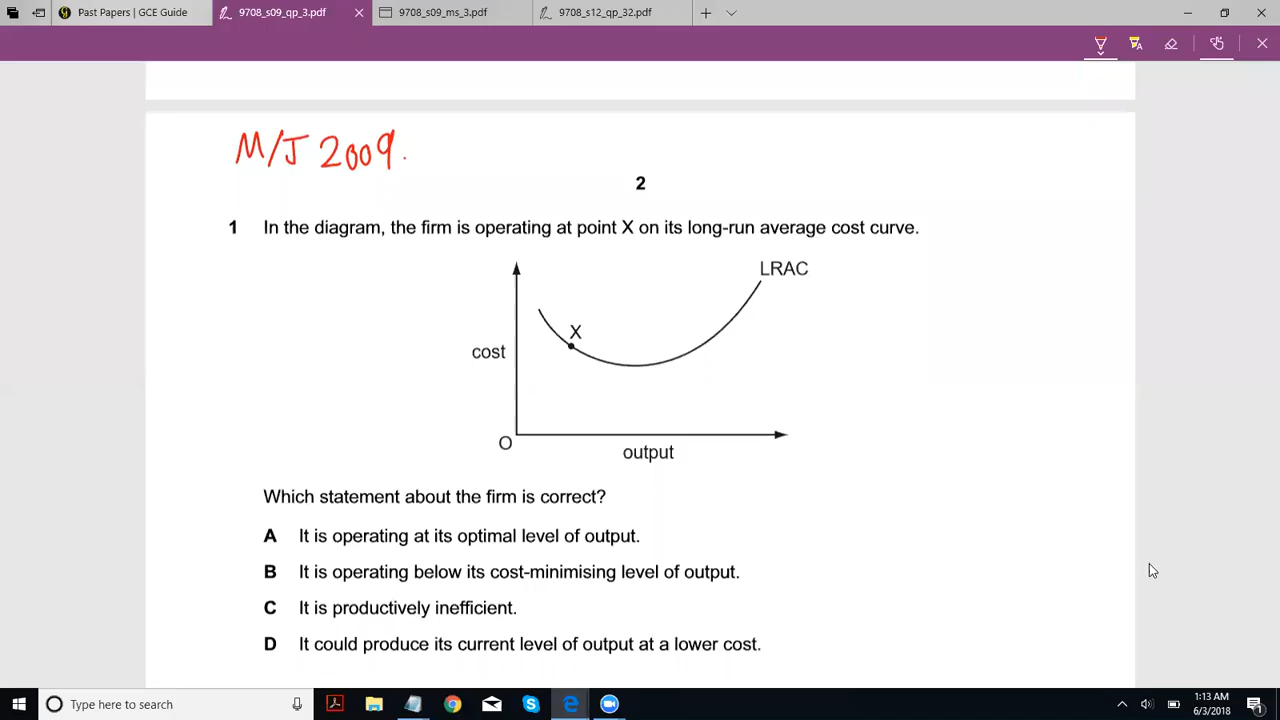 Past Papers | GCE Guide
9708_s09_qp_3.pdf
9708_s09_ms_3.pdf
9708_s12_qp_32.pdf
M/J 2009.
2
1 In the diagram, the firm is operating at point X on its long-run average cost curve.
LRAC
X
cost
O
output
Which statement about the firm is correct?
A It is operating at its optimal level of output.
B It is operating below its cost-minimising level of output.
C It is productively inefficient.
D It could produce its current level of output at a lower cost.
Type here to search
1:13 AM
6/3/2018